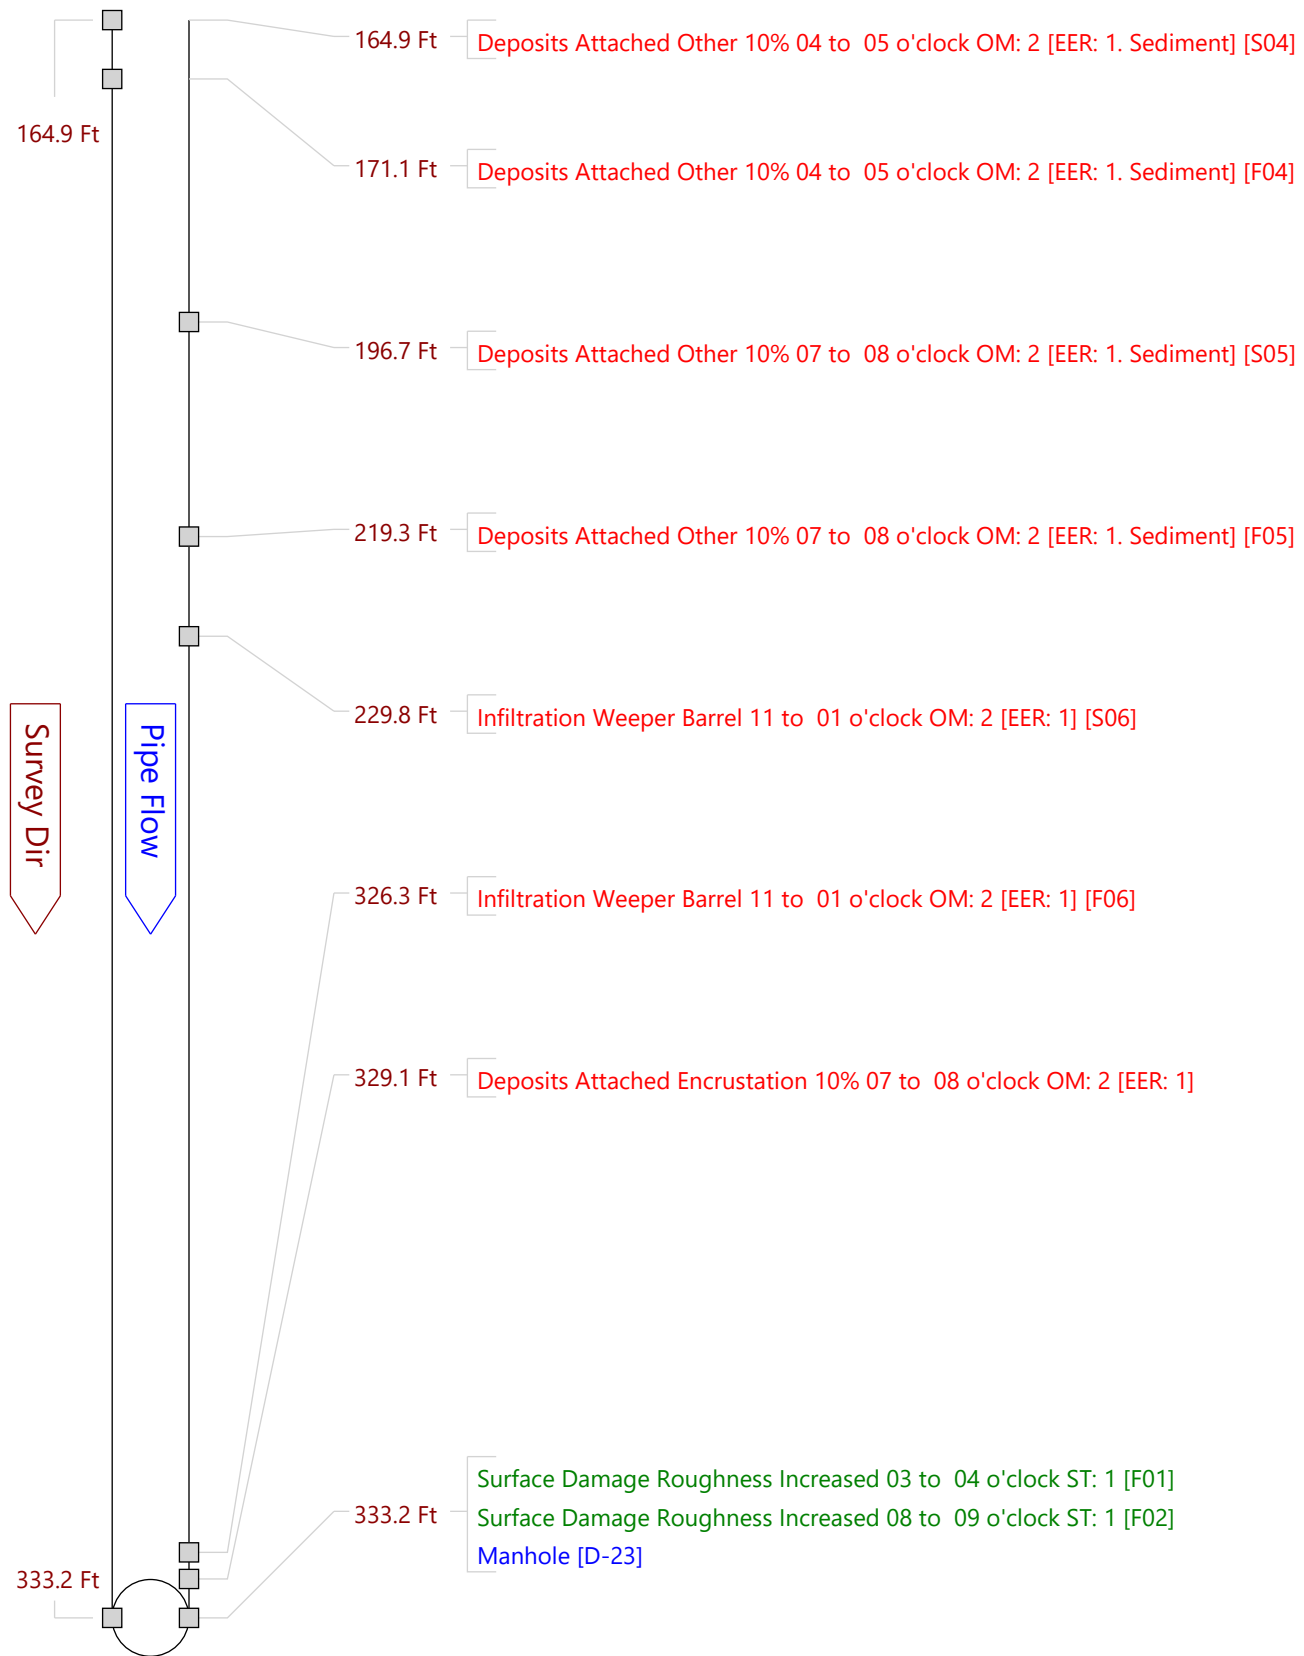 164.9 Ft
Deposits Attached Other 10% 04 to  05 o'clock OM: 2 [EER: 1. Sediment] [S04]
164.9 Ft
171.1 Ft
Deposits Attached Other 10% 04 to  05 o'clock OM: 2 [EER: 1. Sediment] [F04]
196.7 Ft
Deposits Attached Other 10% 07 to  08 o'clock OM: 2 [EER: 1. Sediment] [S05]
219.3 Ft
Deposits Attached Other 10% 07 to  08 o'clock OM: 2 [EER: 1. Sediment] [F05]
229.8 Ft
Infiltration Weeper Barrel 11 to  01 o'clock OM: 2 [EER: 1] [S06]
Survey Dir
Pipe Flow
326.3 Ft
Infiltration Weeper Barrel 11 to  01 o'clock OM: 2 [EER: 1] [F06]
329.1 Ft
Deposits Attached Encrustation 10% 07 to  08 o'clock OM: 2 [EER: 1]
333.2 Ft
Surface Damage Roughness Increased 03 to  04 o'clock ST: 1 [F01]
Surface Damage Roughness Increased 08 to  09 o'clock ST: 1 [F02]
Manhole [D-23]
333.2 Ft